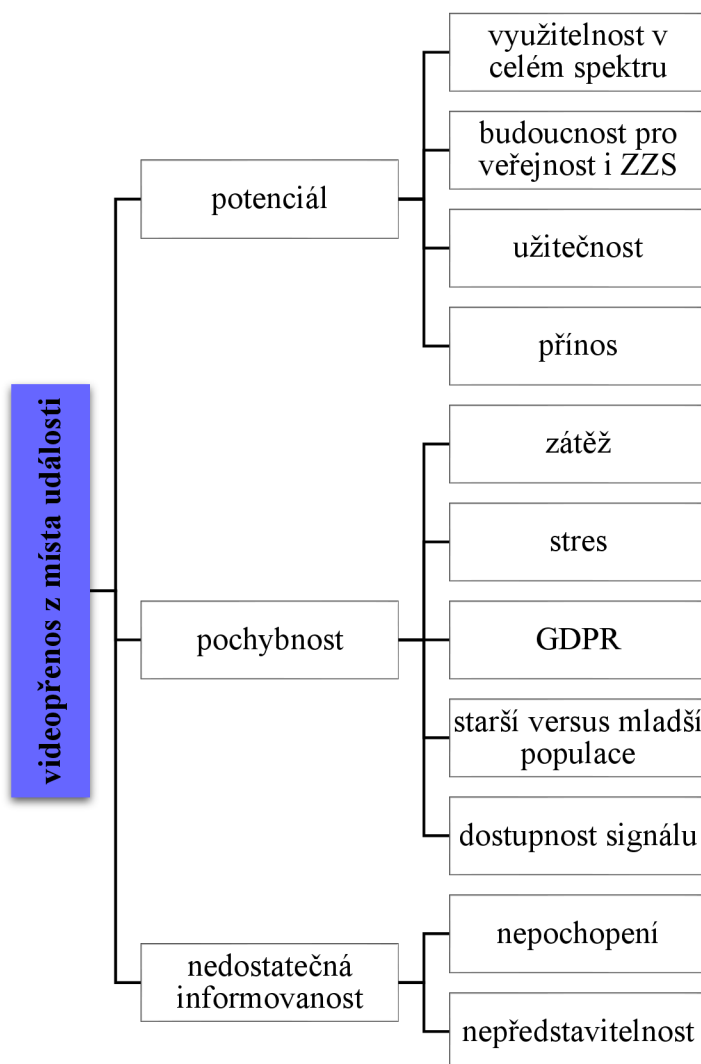 videopřenos z místa události
potenciál
využitelnost v
celém spektru
budoucnost pro
veřejnost i ZZS
užitečnost
přínos
pochybnost
zátěž
stres
GDPR
starší versus mladší
populace
dostupnost signálu
nedostatečná
informovanost
nepochopení
nepředstavitelnost